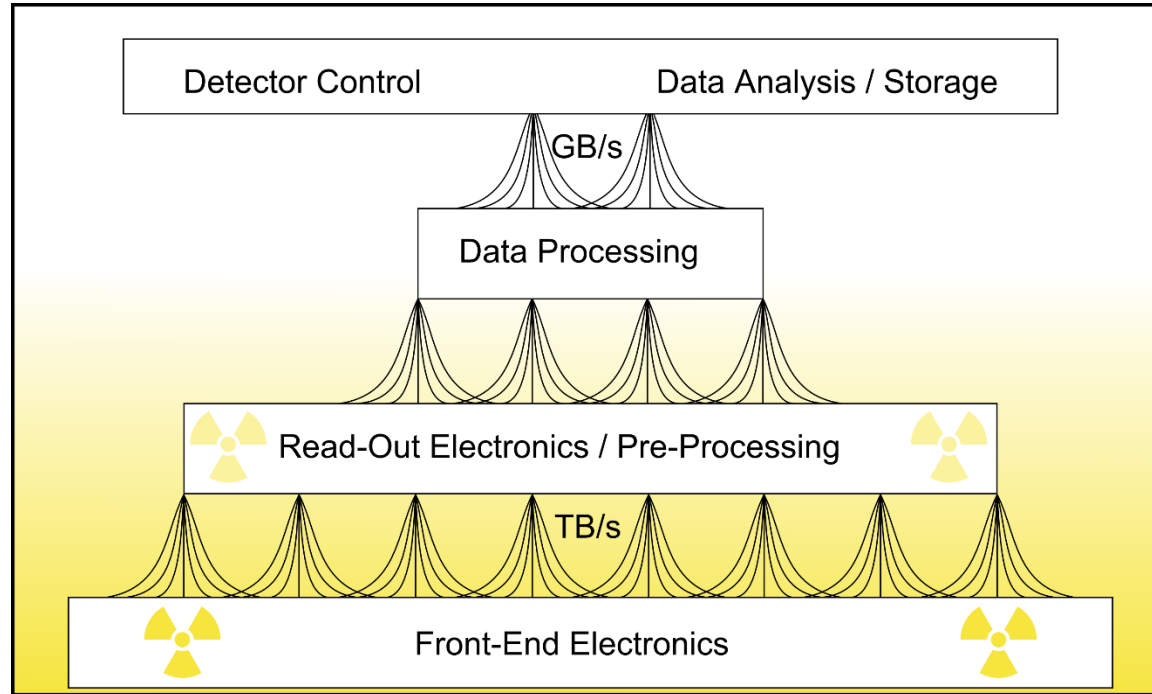 Detector Control
Data Analysis / Storage
GB/s
Data Processing
Read-Out Electronics / Pre-Processing
TB/s
Front-End Electronics